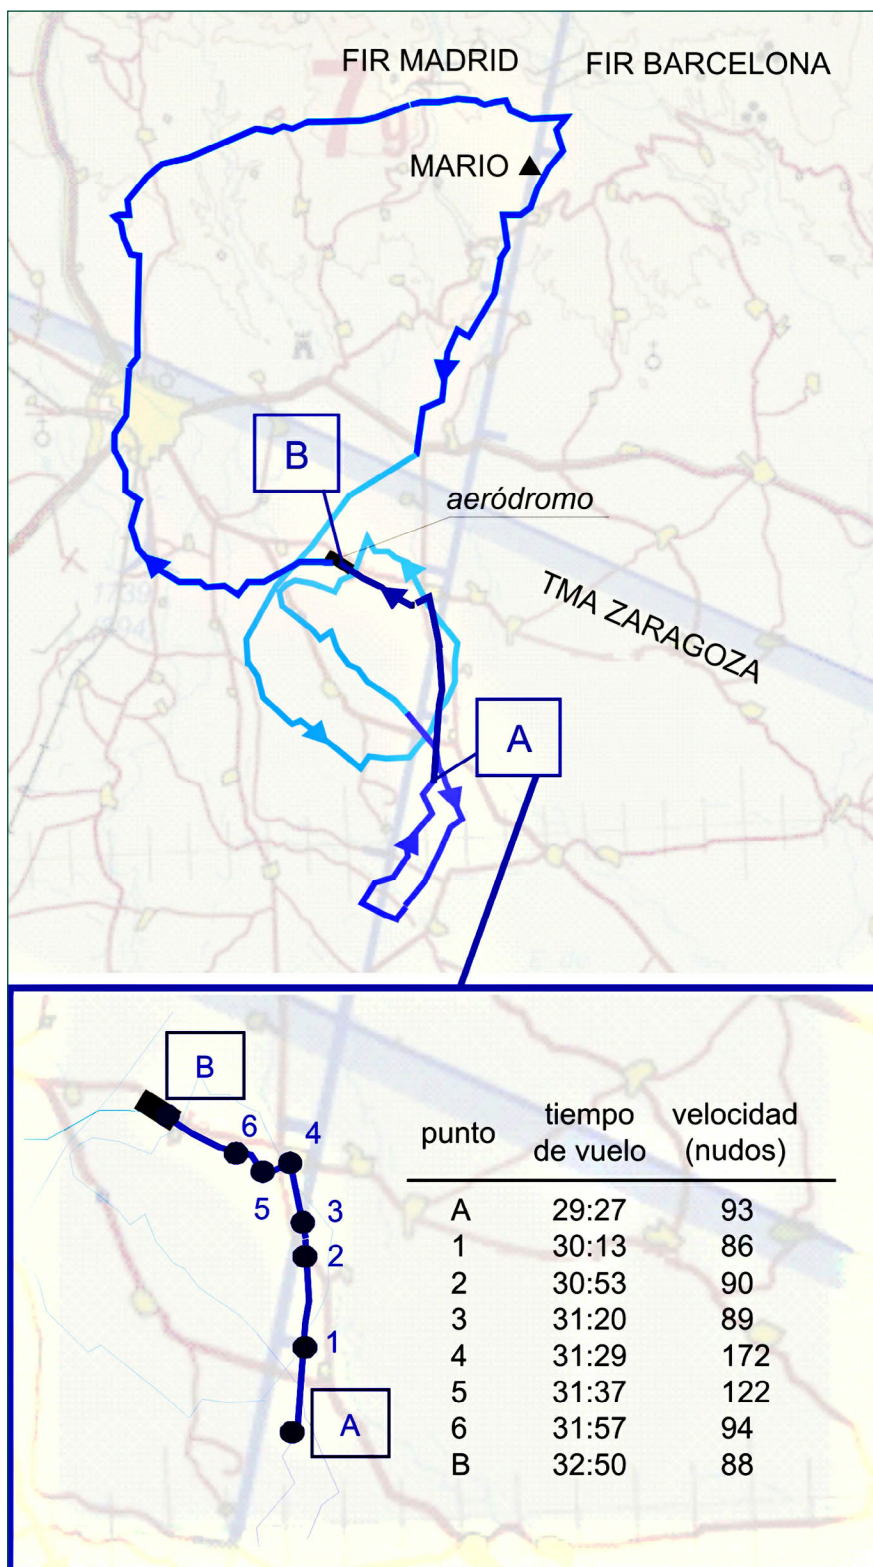 FIR MADRID
FIR BARCELONA
MARIO
B
aeródromo
TMA ZARAGOZA
A
B
6
4
5
3
2
1
A
punto tiempo de vuelo velocidad (nudos)
A 29:27 93
1 30:13 86
2 30:53 90
3 31:20 89
4 31:29 172
5 31:37 122
6 31:57 94
B 32:50 88